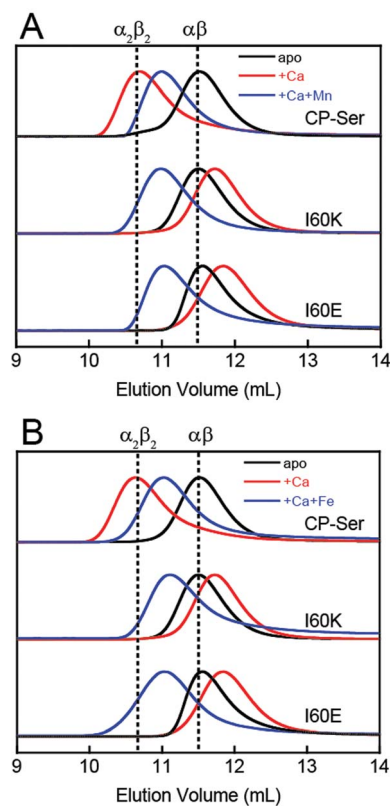 A
α₂β₂ αβ
apo
+Ca
+Ca+Mn
CP-Ser
I60K
I60E
9 10 11 12 13 14
Elution Volume (mL)
B
α₂β₂ αβ
apo
+Ca
+Ca+Fe
CP-Ser
I60K
I60E
9 10 11 12 13 14
Elution Volume (mL)